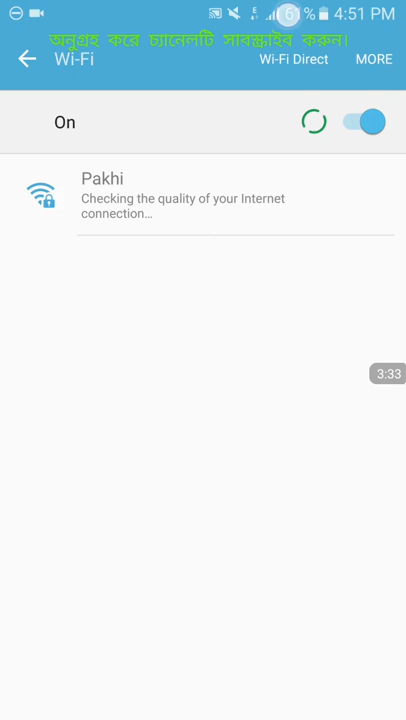 61% 4:51 PM
অনুগ্রহ করে চ্যানেলটি সাবস্ক্রাইব করুন।
Wi-Fi Wi-Fi Direct MORE
On
Pakhi
Checking the quality of your Internet
connection...
3:33